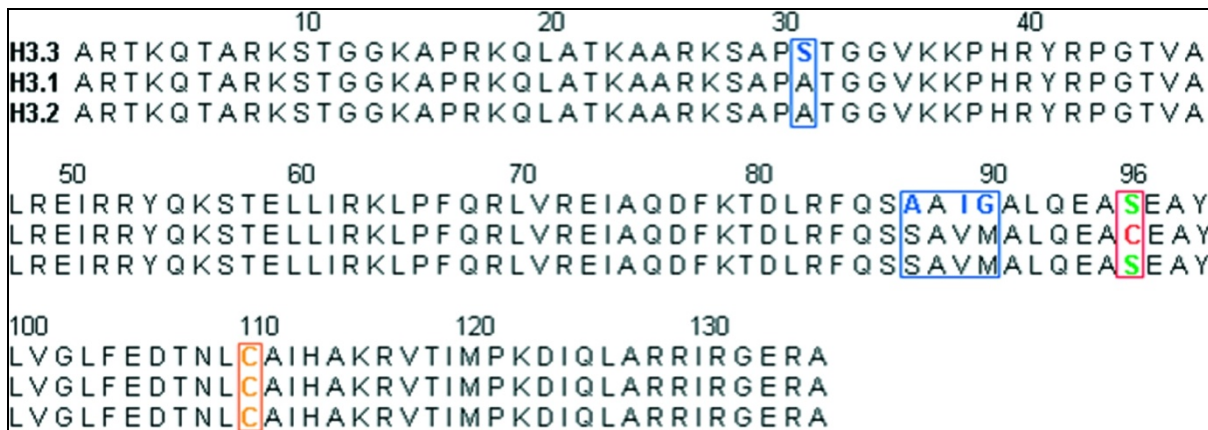 10 20 30 40
H3.3 ARTKQTARKSTGGKAPRKQLATKAARKSAPSTGGVKKPHRYRPGTVA
H3.1 ARTKQTARKSTGGKAPRKQLATKAARKSAPATGGVKKPHRYRPGTVA
H3.2 ARTKQTARKSTGGKAPRKQLATKAARKSAPATGGVKKPHRYRPGTVA
50 60 70 80 90 96
LREIRRYQKSTELLIRKLPFQRLVREIAQDFKTDLRFQSAAIGALQEASEAY
LREIRRYQKSTELLIRKLPFQRLVREIAQDFKTDLRFQSSAVMALQEACEAY
LREIRRYQKSTELLIRKLPFQRLVREIAQDFKTDLRFQSSAVMALQEASEAY
100 110 120 130
LVGLFEDTNLCAIHAKRVTIMPKDIQLARRIRGERA
LVGLFEDTNLCAIHAKRVTIMPKDIQLARRIRGERA
LVGLFEDTNLCAIHAKRVTIMPKDIQLARRIRGERA